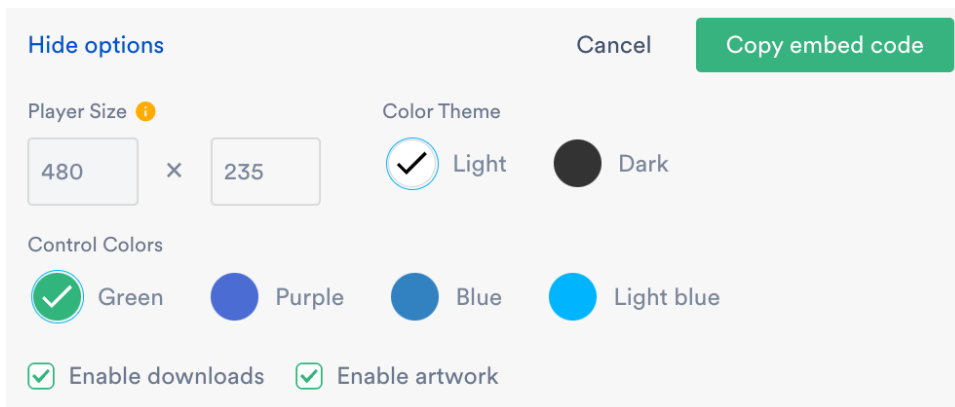 Hide options Cancel Copy embed code
Player Size i Color Theme
480 × 235 Light Dark
Control Colors
Green Purple Blue Light blue
Enable downloads Enable artwork